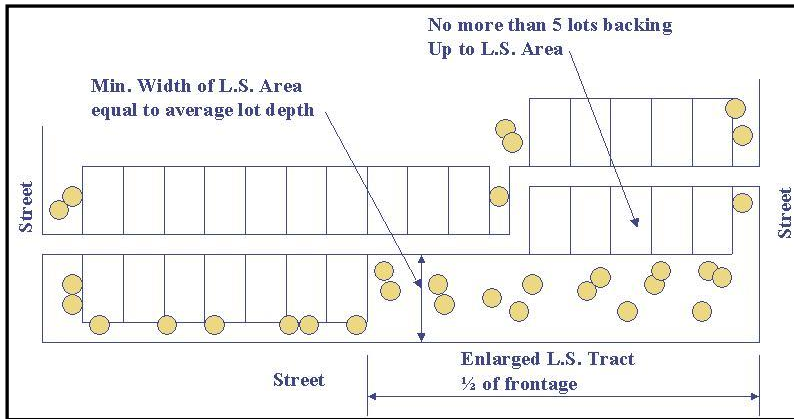 No more than 5 lots backing
Up to L.S. Area
Min. Width of L.S. Area
equal to average lot depth
Street
Street
Enlarged L.S. Tract
½ of frontage
Street